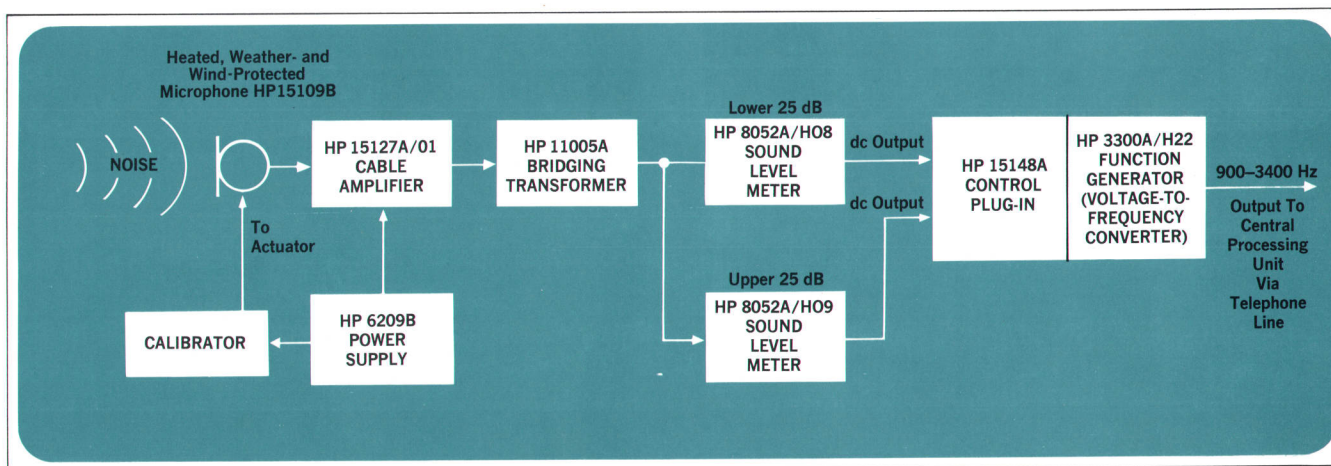 Heated, Weather- and
Wind-Protected
Microphone HP15109B
NOISE
To
Actuator
CALIBRATOR
HP 6209B
POWER
SUPPLY
HP 15127A/01
CABLE
AMPLIFIER
HP 11005A
BRIDGING
TRANSFORMER
Lower 25 dB
HP 8052A/HO8
SOUND
LEVEL
METER
dc Output
Upper 25 dB
HP 8052A/HO9
SOUND
LEVEL
METER
dc Output
HP 15148A
CONTROL
PLUG-IN
HP 3300A/H22
FUNCTION
GENERATOR
(VOLTAGE-TO-
FREQUENCY
CONVERTER)
900–3400 Hz
Output To
Central
Processing
Unit
Via
Telephone
Line